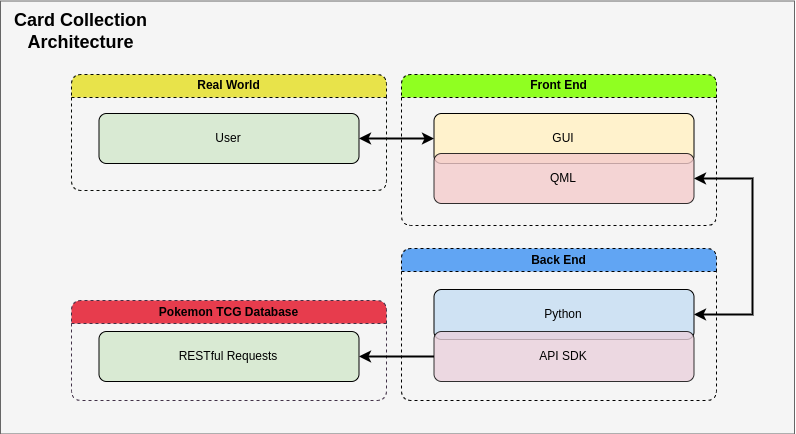 Card Collection
Architecture
Real World
User
Front End
GUI
QML
Back End
Python
API SDK
Pokemon TCG Database
RESTful Requests